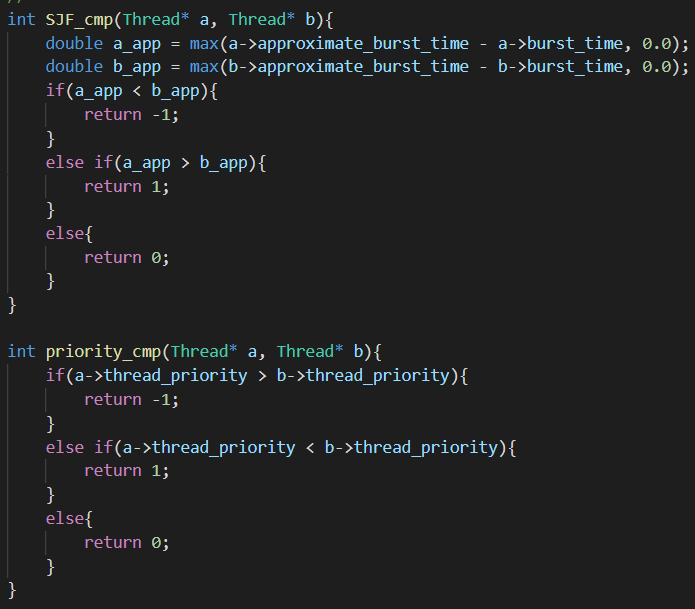 //
int SJF_cmp(Thread* a, Thread* b){
    double a_app = max(a->approximate_burst_time - a->burst_time, 0.0);
    double b_app = max(b->approximate_burst_time - b->burst_time, 0.0);
    if(a_app < b_app){
        return -1;
    }
    else if(a_app > b_app){
        return 1;
    }
    else{
        return 0;
    }
}

int priority_cmp(Thread* a, Thread* b){
    if(a->thread_priority > b->thread_priority){
        return -1;
    }
    else if(a->thread_priority < b->thread_priority){
        return 1;
    }
    else{
        return 0;
    }
}